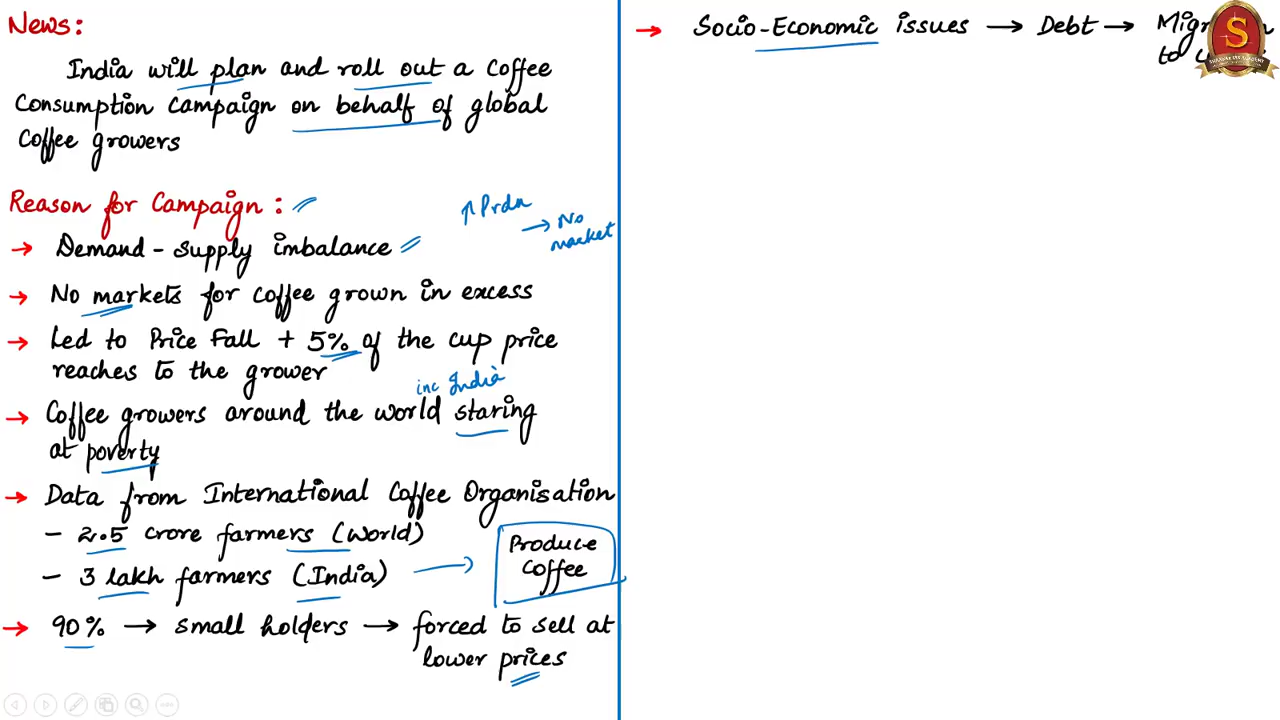 News:
India will plan and roll out a Coffee
Consumption campaign on behalf of global
Coffee growers
Reason for Campaign :
↑ Prdn → No market
→ Demand - Supply imbalance
→ No markets for coffee grown in excess
→ Led to Price Fall + 5% of the cup price
reaches to the grower
inc India
→ Coffee growers around the world staring
at poverty
→ Data from International Coffee Organisation
- 2.5 crore farmers (World)
- 3 lakh farmers (India) →
Produce
Coffee
→ 90% → small holders → forced to sell at
lower prices
→ Socio-Economic issues → Debt →
to
S